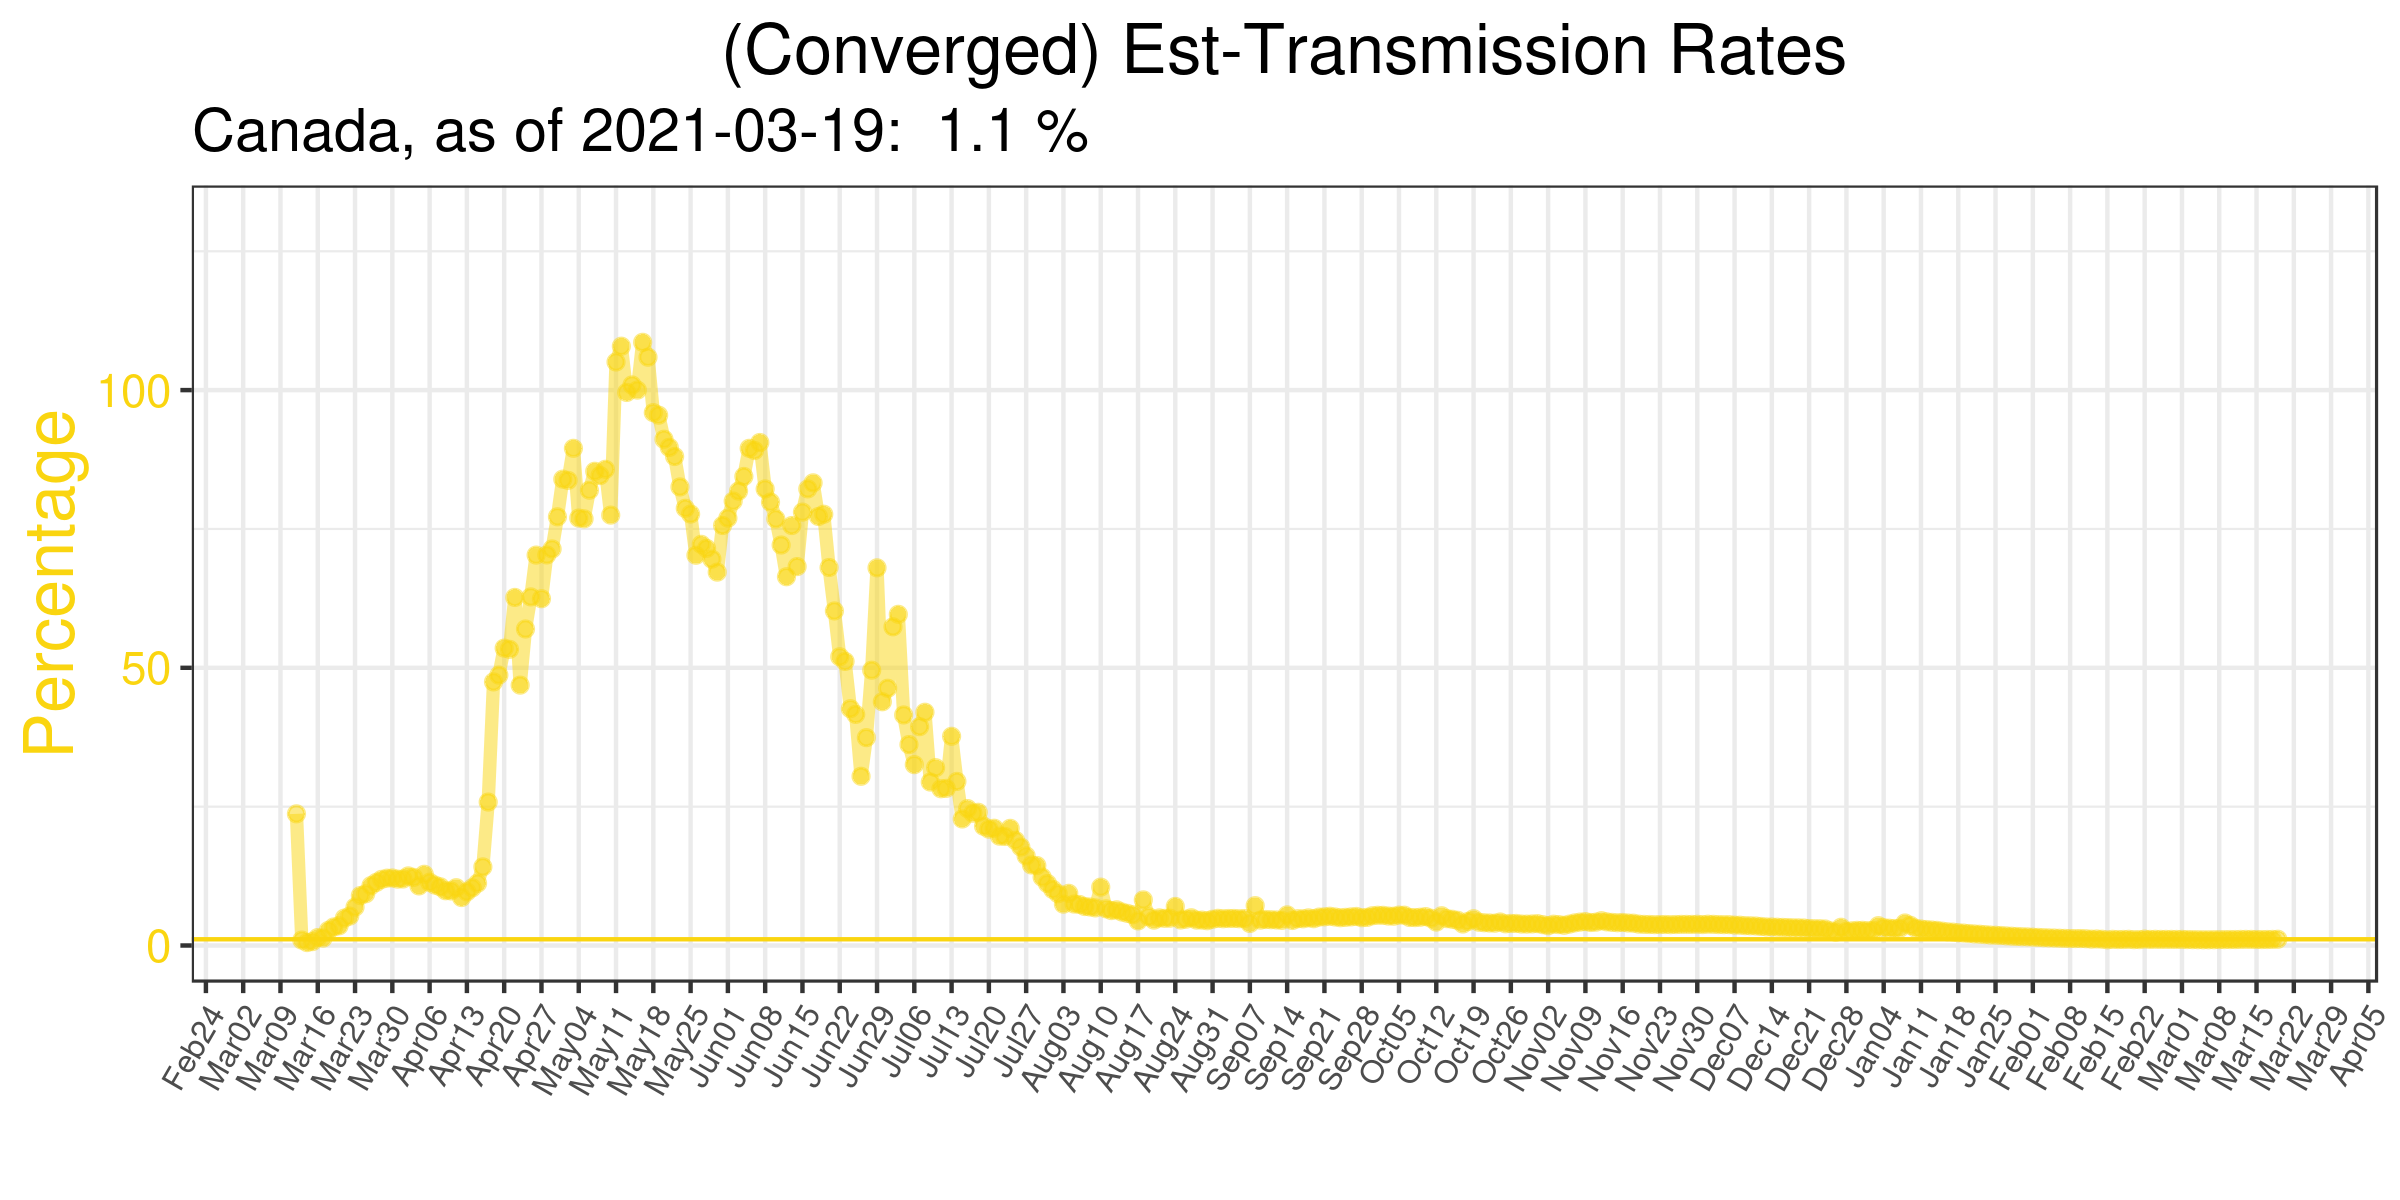 (Converged) Est-Transmission Rates
Canada, as of 2021-03-19: 1.1 %
Percentage
100
50
0
Feb24 Mar02 Mar09 Mar16 Mar23 Mar30 Apr06 Apr13 Apr20 Apr27 May04 May11 May18 May25 Jun01 Jun08 Jun15 Jun22 Jun29 Jul06 Jul13 Jul20 Jul27 Aug03 Aug10 Aug17 Aug24 Aug31 Sep07 Sep14 Sep21 Sep28 Oct05 Oct12 Oct19 Oct26 Nov02 Nov09 Nov16 Nov23 Nov30 Dec07 Dec14 Dec21 Dec28 Jan04 Jan11 Jan18 Jan25 Feb01 Feb08 Feb15 Feb22 Mar01 Mar08 Mar15 Mar22 Mar29 Apr05